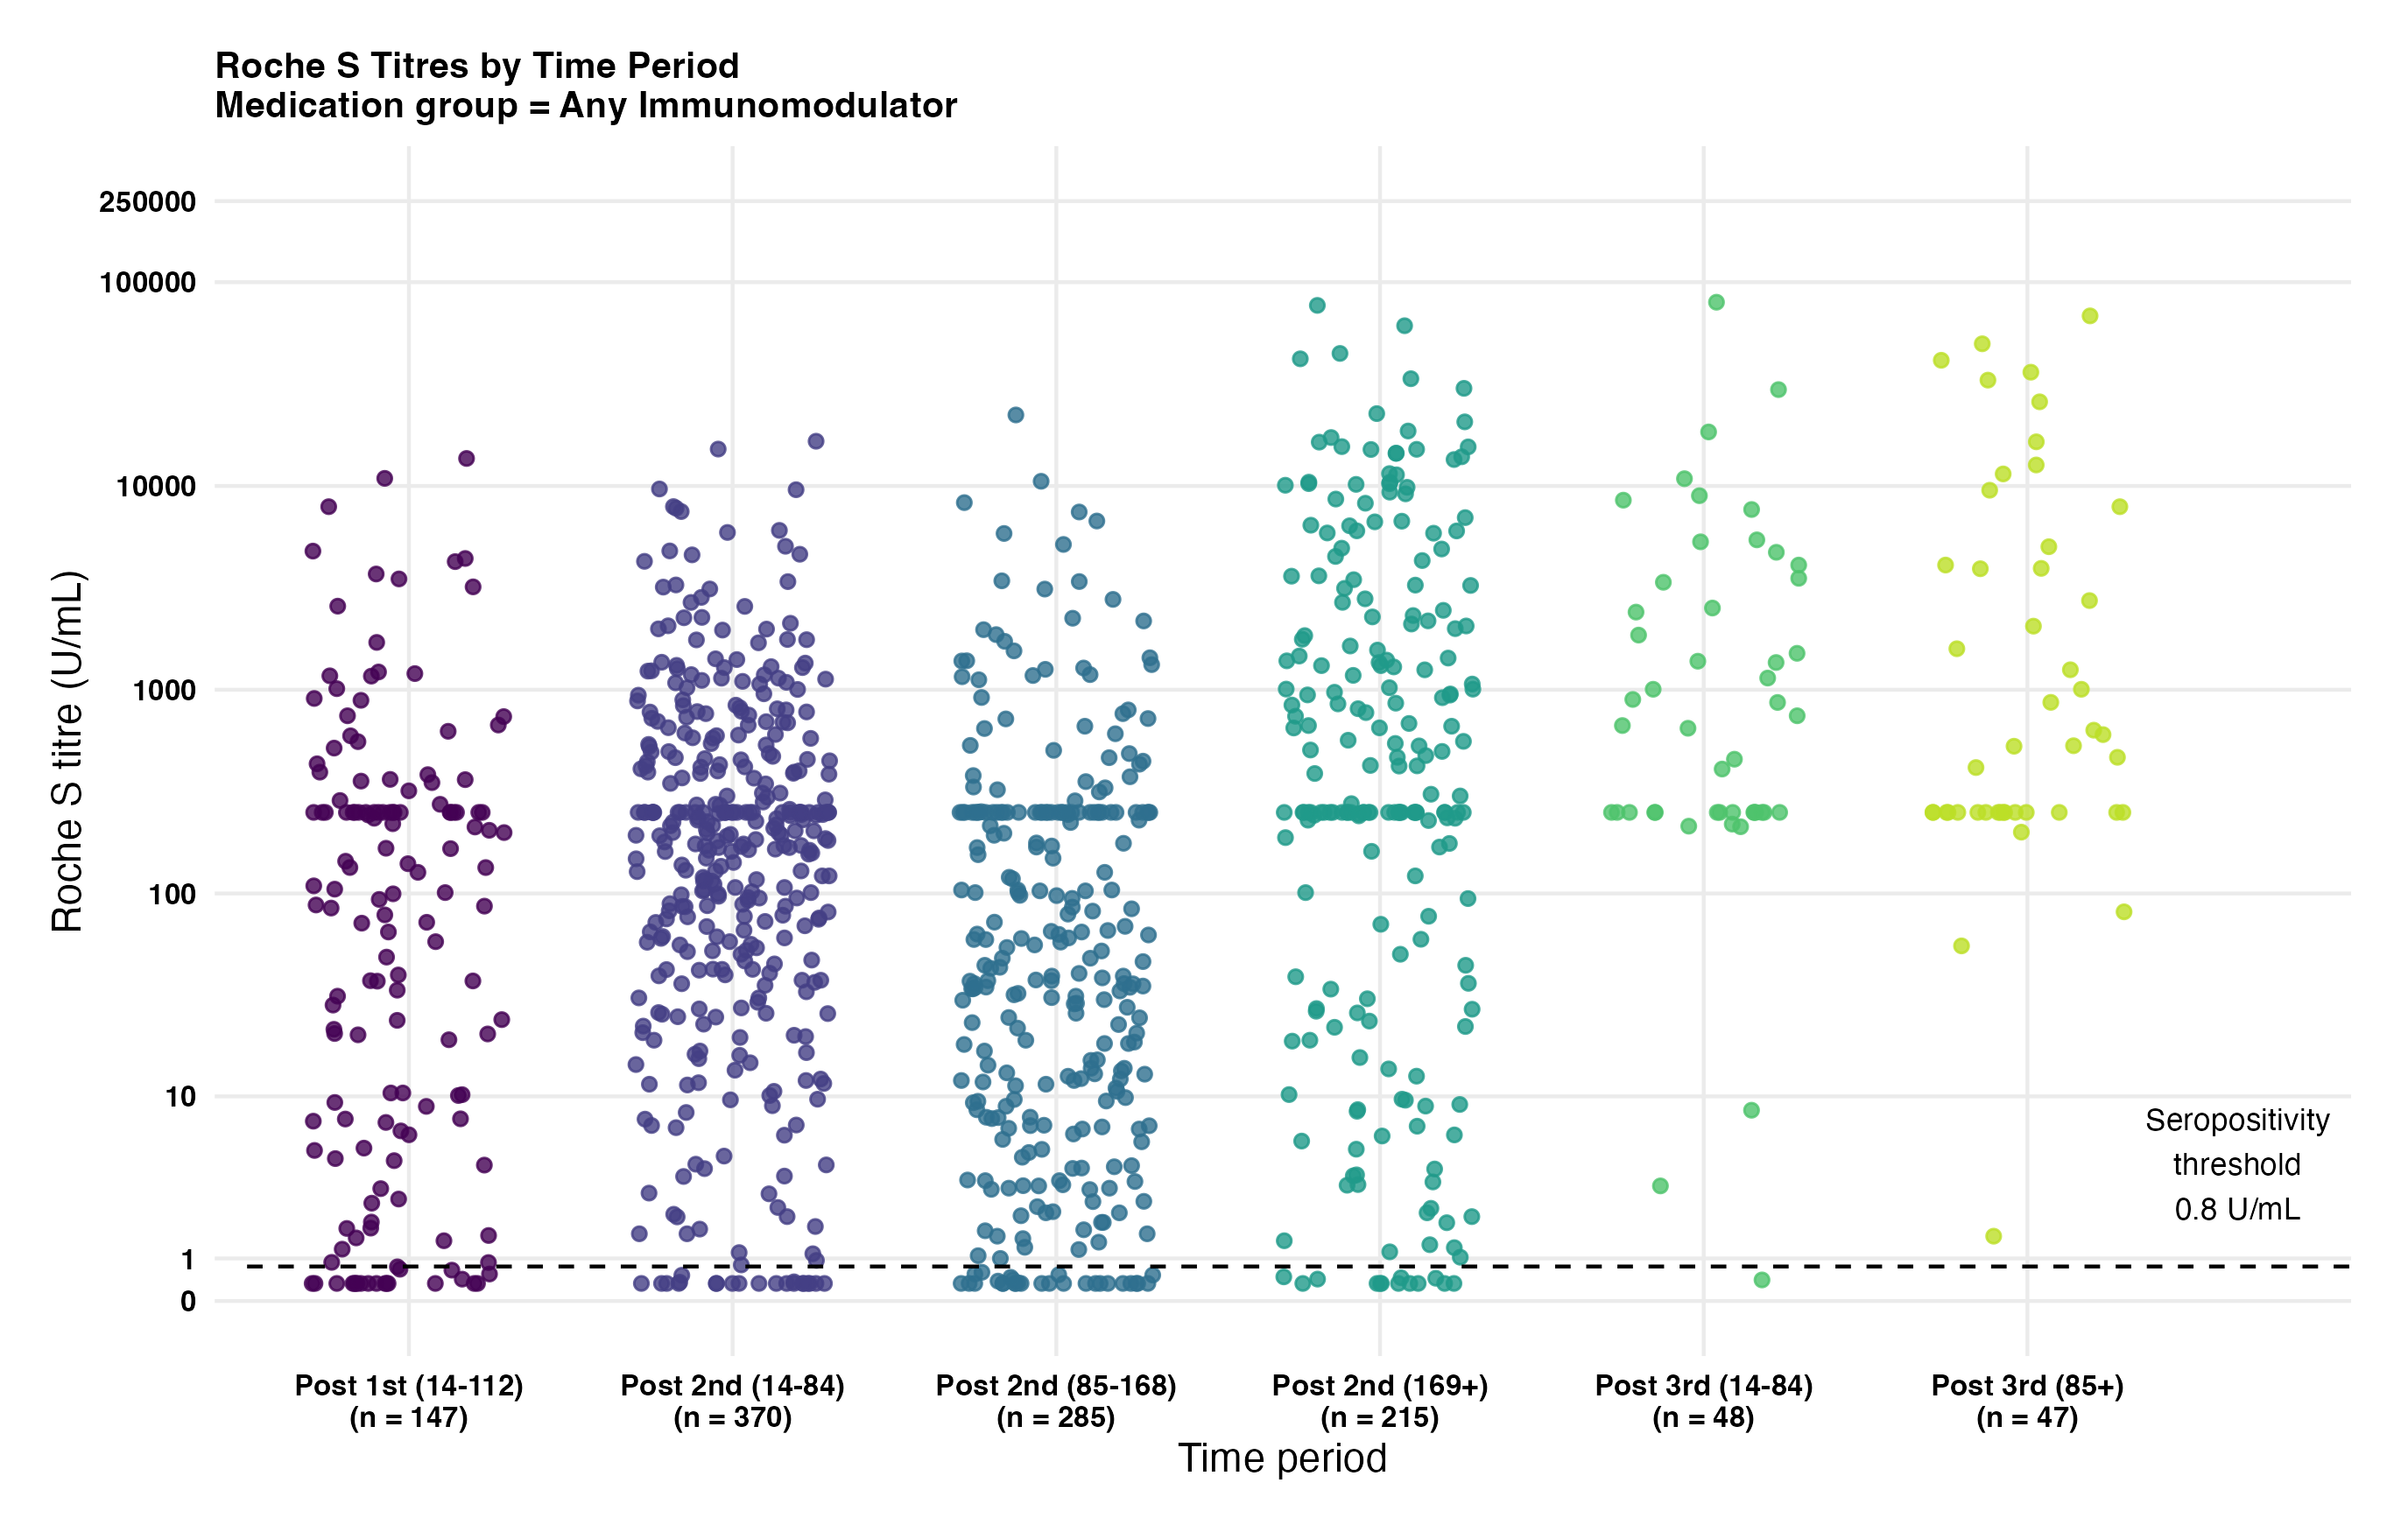 Roche S Titres by Time Period
Medication group = Any Immunomodulator
250000
100000
10000
1000
100
10
1
0
Roche S titre (U/mL)
Seropositivity
threshold
0.8 U/mL
Post 1st (14-112)
(n = 147)
Post 2nd (14-84)
(n = 370)
Post 2nd (85-168)
(n = 285)
Post 2nd (169+)
(n = 215)
Post 3rd (14-84)
(n = 48)
Post 3rd (85+)
(n = 47)
Time period